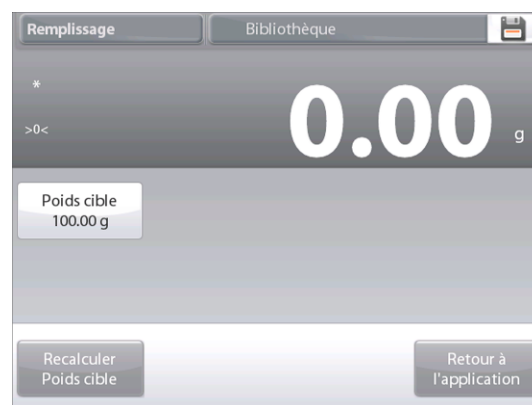 Remplissage
Bibliothèque
*
>0<
0.00 g
Poids cible
100.00 g
Recalculer
Poids cible
Retour à
l'application